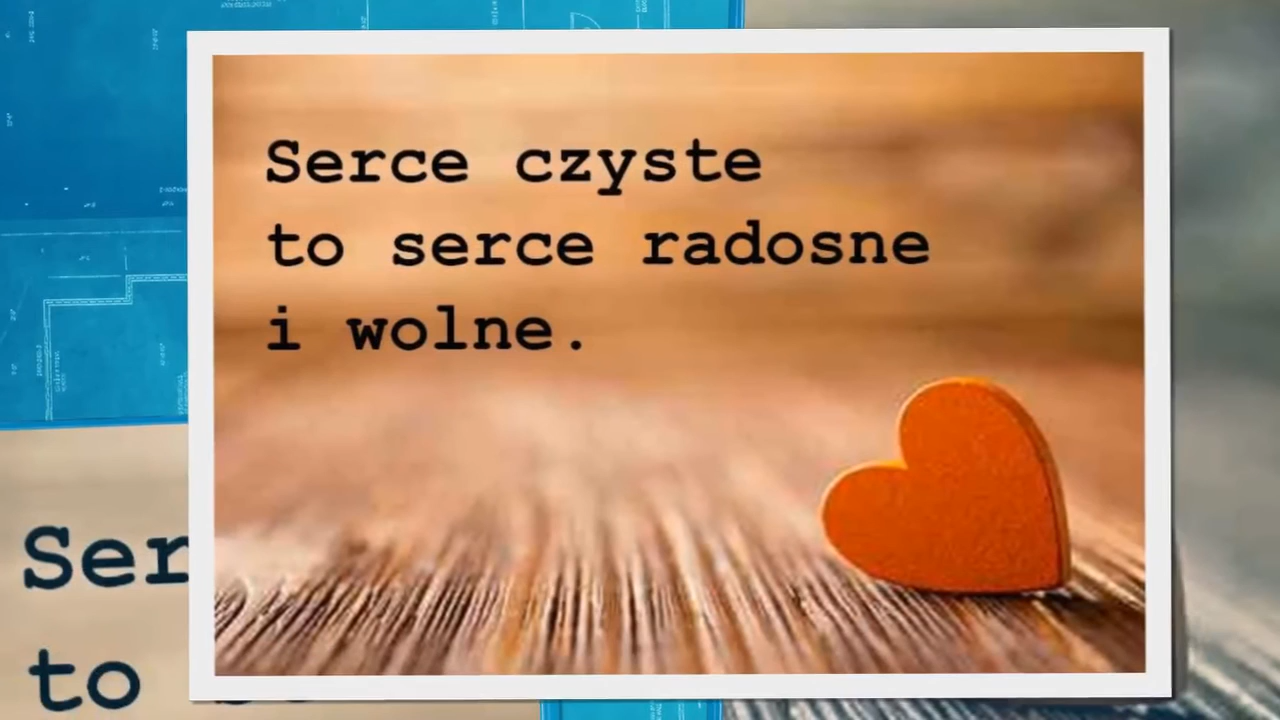 Serce czyste
to serce radosne
i wolne.
Ser
to